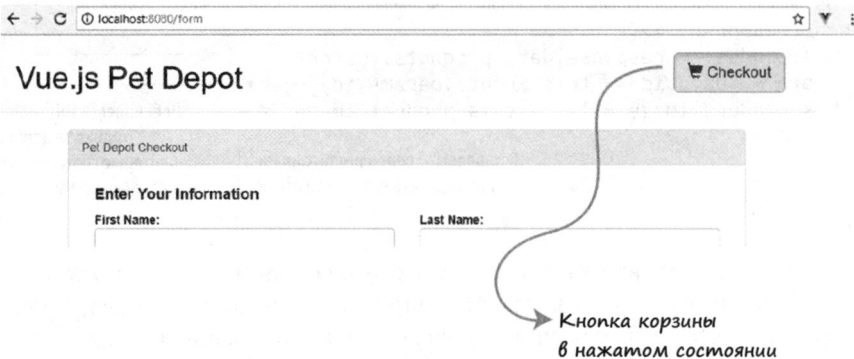 localhost:8080/form
Vue.js Pet Depot
Checkout
Pet Depot Checkout
Enter Your Information
First Name:
Last Name:
Кнопка корзины
в нажатом состоянии